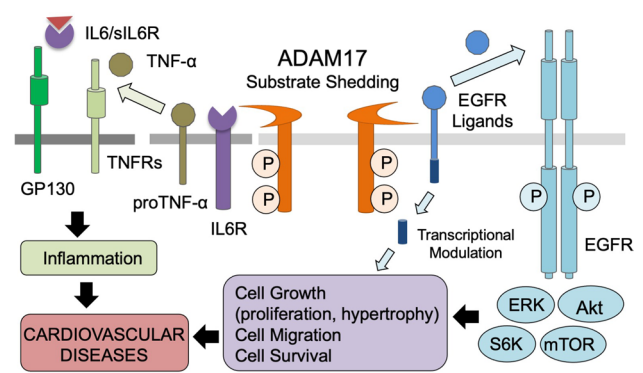 IL6/sIL6R
TNF-α
ADAM17
Substrate Shedding
EGFR
Ligands
TNFRs
GP130
proTNF-α
IL6R
P
P
P
P
P
P
EGFR
Transcriptional
Modulation
Inflammation
CARDIOVASCULAR
DISEASES
Cell Growth
(proliferation, hypertrophy)
Cell Migration
Cell Survival
ERK
Akt
S6K
mTOR